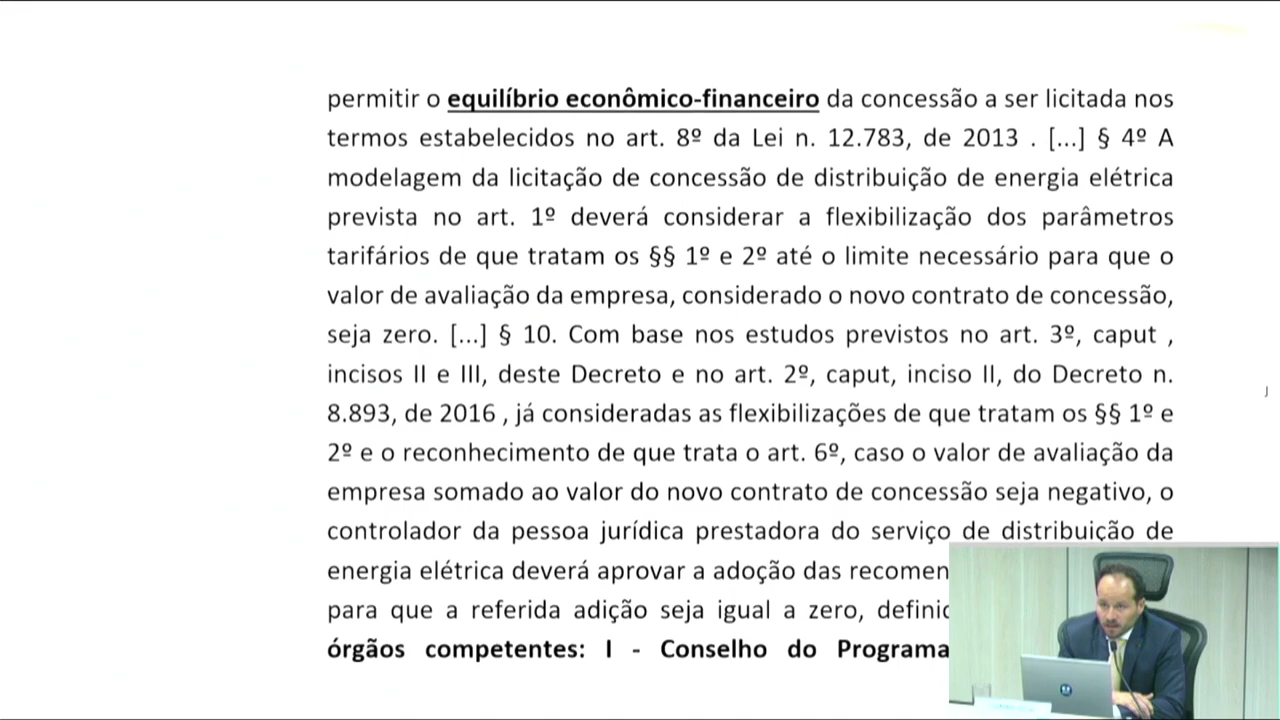 permitir o equilíbrio econômico-financeiro da concessão a ser licitada nos
termos estabelecidos no art. 8º da Lei n. 12.783, de 2013 . [...] § 4º A
modelagem da licitação de concessão de distribuição de energia elétrica
prevista no art. 1º deverá considerar a flexibilização dos parâmetros
tarifários de que tratam os §§ 1º e 2º até o limite necessário para que o
valor de avaliação da empresa, considerado o novo contrato de concessão,
seja zero. [...] § 10. Com base nos estudos previstos no art. 3º, caput ,
incisos II e III, deste Decreto e no art. 2º, caput, inciso II, do Decreto n.
8.893, de 2016 , já consideradas as flexibilizações de que tratam os §§ 1º e
2º e o reconhecimento de que trata o art. 6º, caso o valor de avaliação da
empresa somado ao valor do novo contrato de concessão seja negativo, o
controlador da pessoa jurídica prestadora do serviço de distribuição de
energia elétrica deverá aprovar a adoção das recomen
para que a referida adição seja igual a zero, definid
órgãos competentes: I - Conselho do Programa